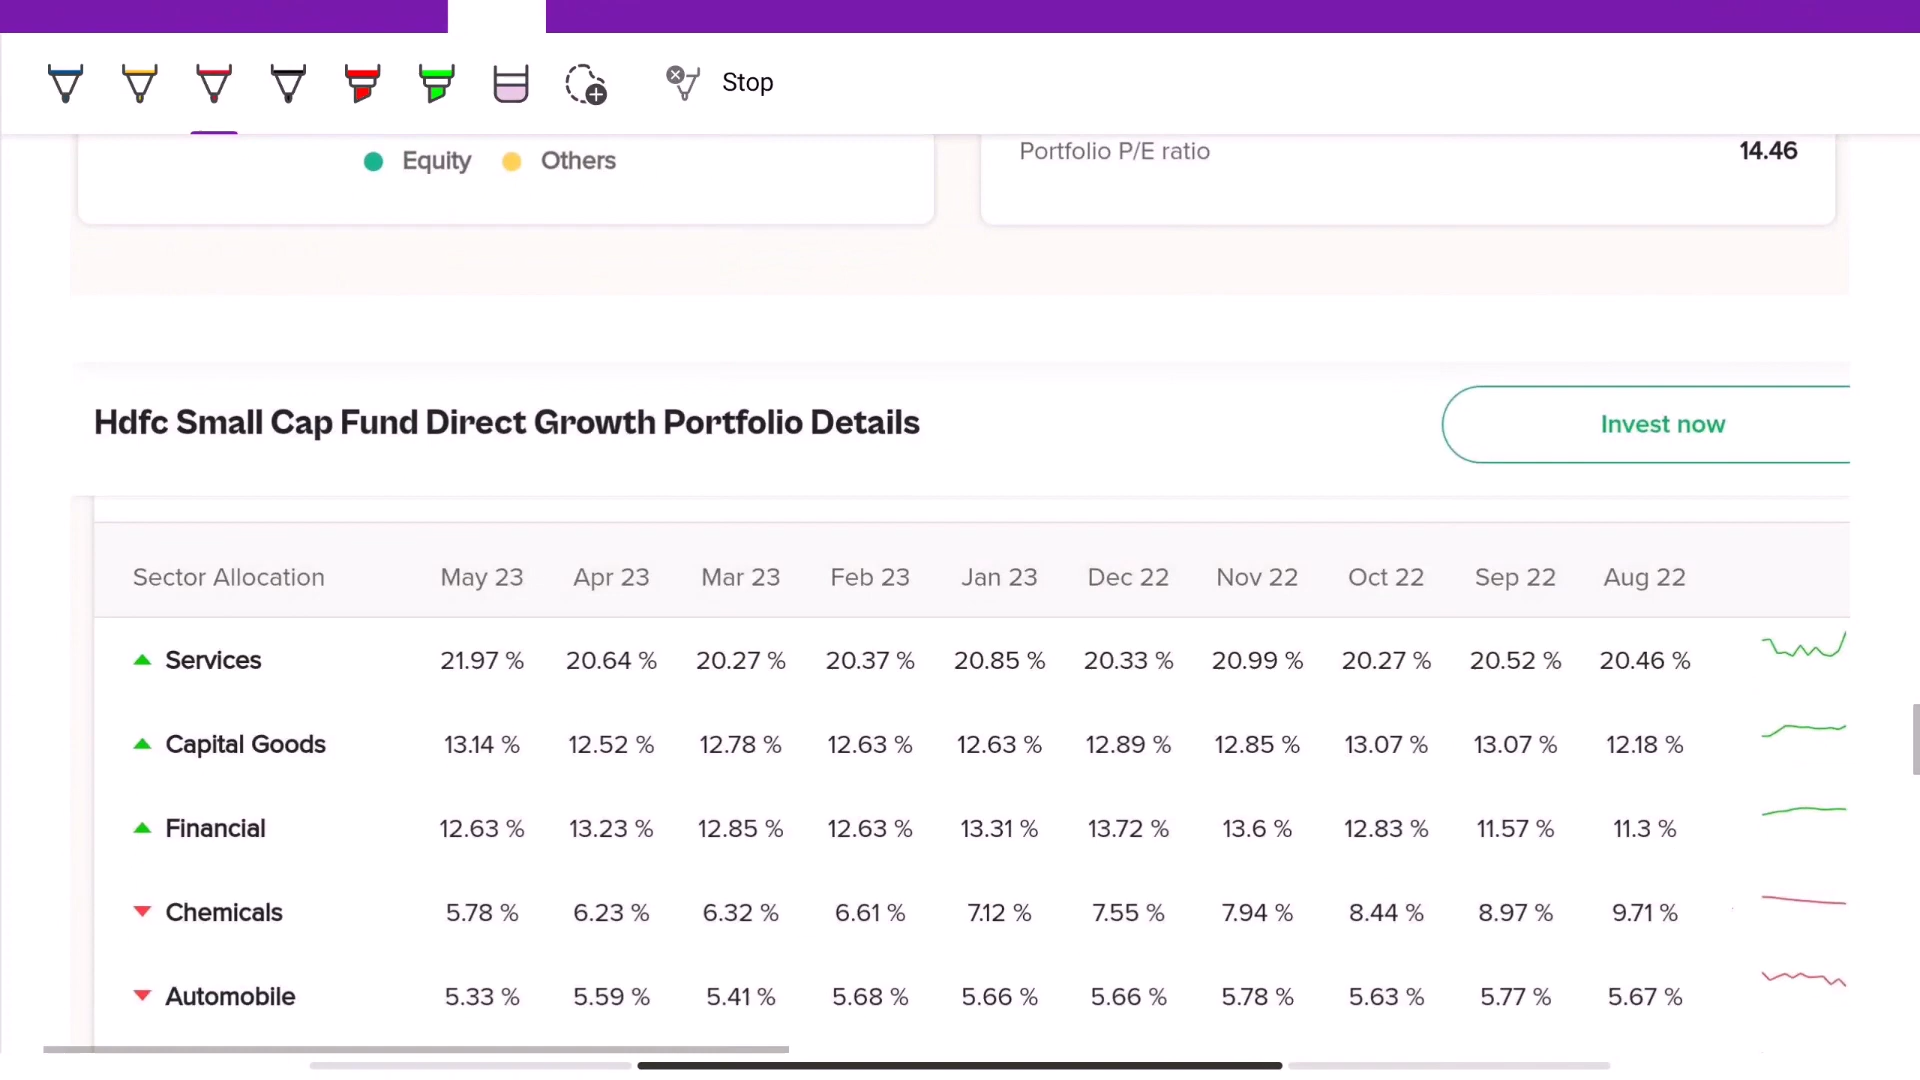 Stop
Equity Others
Portfolio P/E ratio 14.46
Hdfc Small Cap Fund Direct Growth Portfolio Details
Invest now
Sector Allocation May 23 Apr 23 Mar 23 Feb 23 Jan 23 Dec 22 Nov 22 Oct 22 Sep 22 Aug 22
Services 21.97 % 20.64 % 20.27 % 20.37 % 20.85 % 20.33 % 20.99 % 20.27 % 20.52 % 20.46 %
Capital Goods 13.14 % 12.52 % 12.78 % 12.63 % 12.63 % 12.89 % 12.85 % 13.07 % 13.07 % 12.18 %
Financial 12.63 % 13.23 % 12.85 % 12.63 % 13.31 % 13.72 % 13.6 % 12.83 % 11.57 % 11.3 %
Chemicals 5.78 % 6.23 % 6.32 % 6.61 % 7.12 % 7.55 % 7.94 % 8.44 % 8.97 % 9.71 %
Automobile 5.33 % 5.59 % 5.41 % 5.68 % 5.66 % 5.66 % 5.78 % 5.63 % 5.77 % 5.67 %